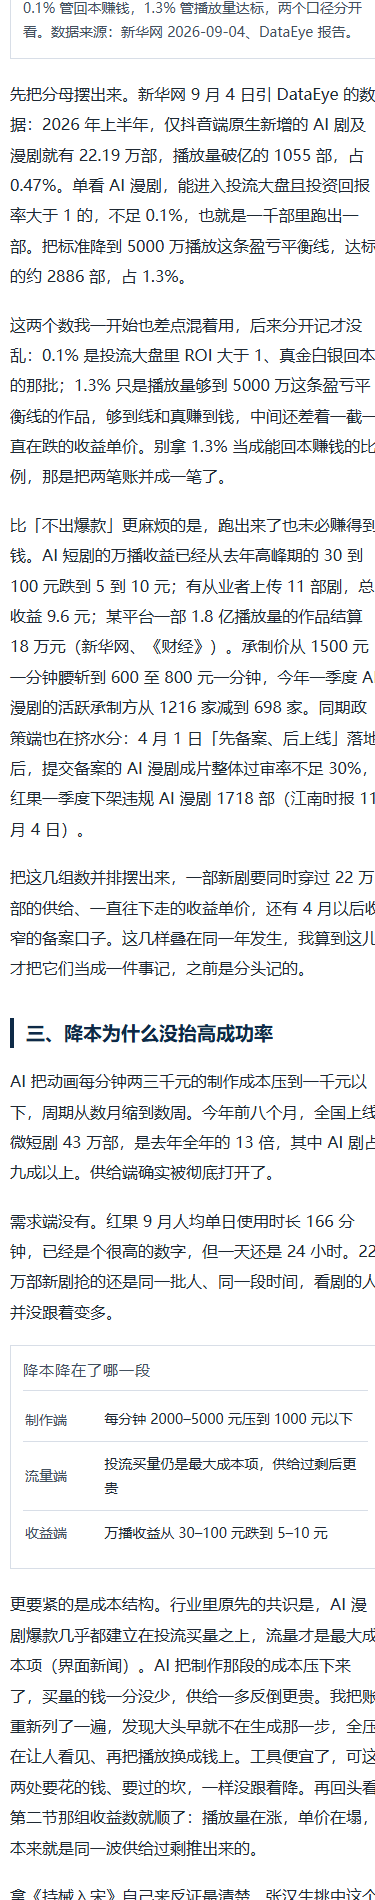 0.1% 管回本赚钱，1.3% 管播放量达标，两个口径分开
看。数据来源：新华网 2026-09-04、DataEye 报告。
先把分母摆出来。新华网 9 月 4 日引 DataEye 的数
据：2026 年上半年，仅抖音端原生新增的 AI 剧及
漫剧就有 22.19 万部，播放量破亿的 1055 部，占
0.47%。单看 AI 漫剧，能进入投流大盘且投资回报
率大于 1 的，不足 0.1%，也就是一千部里跑出一
部。把标准降到 5000 万播放这条盈亏平衡线，达标
的约 2886 部，占 1.3%。
这两个数我一开始也差点混着用，后来分开记才没
乱：0.1% 是投流大盘里 ROI 大于 1、真金白银回本
的那批；1.3% 只是播放量够到 5000 万这条盈亏平
衡线的作品，够到线和真赚到钱，中间还差着一截一
直在跌的收益单价。别拿 1.3% 当成能回本赚钱的比
例，那是把两笔账并成一笔了。
比「不出爆款」更麻烦的是，跑出来了也未必赚得到
钱。AI 短剧的万播收益已经从去年高峰期的 30 到
100 元跌到 5 到 10 元；有从业者上传 11 部剧，总
收益 9.6 元；某平台一部 1.8 亿播放量的作品结算
18 万元（新华网、《财经》）。承制价从 1500 元
一分钟腰斩到 600 至 800 元一分钟，今年一季度 AI
漫剧的活跃承制方从 1216 家减到 698 家。同期政
策端也在挤水分：4 月 1 日「先备案、后上线」落地
后，提交备案的 AI 漫剧成片整体过审率不足 30%，
红果一季度下架违规 AI 漫剧 1718 部（江南时报 11
月 4 日）。
把这几组数并排摆出来，一部新剧要同时穿过 22 万
部的供给、一直往下走的收益单价，还有 4 月以后收
窄的备案口子。这几样叠在同一年发生，我算到这儿
才把它们当成一件事记，之前是分头记的。
三、降本为什么没抬高成功率
AI 把动画每分钟两三千元的制作成本压到一千元以
下，周期从数月缩到数周。今年前八个月，全国上线
微短剧 43 万部，是去年全年的 13 倍，其中 AI 剧占
九成以上。供给端确实被彻底打开了。
需求端没有。红果 9 月人均单日使用时长 166 分
钟，已经是个很高的数字，但一天还是 24 小时。22
万部新剧抢的还是同一批人、同一段时间，看剧的人
并没跟着变多。
降本降在了哪一段
制作端 每分钟 2000–5000 元压到 1000 元以下
流量端 投流买量仍是最大成本项，供给过剩后更
贵
收益端 万播收益从 30–100 元跌到 5–10 元
更要紧的是成本结构。行业里原先的共识是，AI 漫
剧爆款几乎都建立在投流买量之上，流量才是最大成
本项（界面新闻）。AI 把制作那段的成本压下来
了，买量的钱一分没少，供给一多反倒更贵。我把账
重新列了一遍，发现大头早就不在生成那一步，全压
在让人看见、再把播放换成钱上。工具便宜了，可这
两处要花的钱、要过的坎，一样没跟着降。再回头看
第二节那组收益数就顺了：播放量在涨，单价在塌，
本来就是同一波供给过剩推出来的。
拿《持械入宋》自己来反证最清楚。张汉生挑中这个